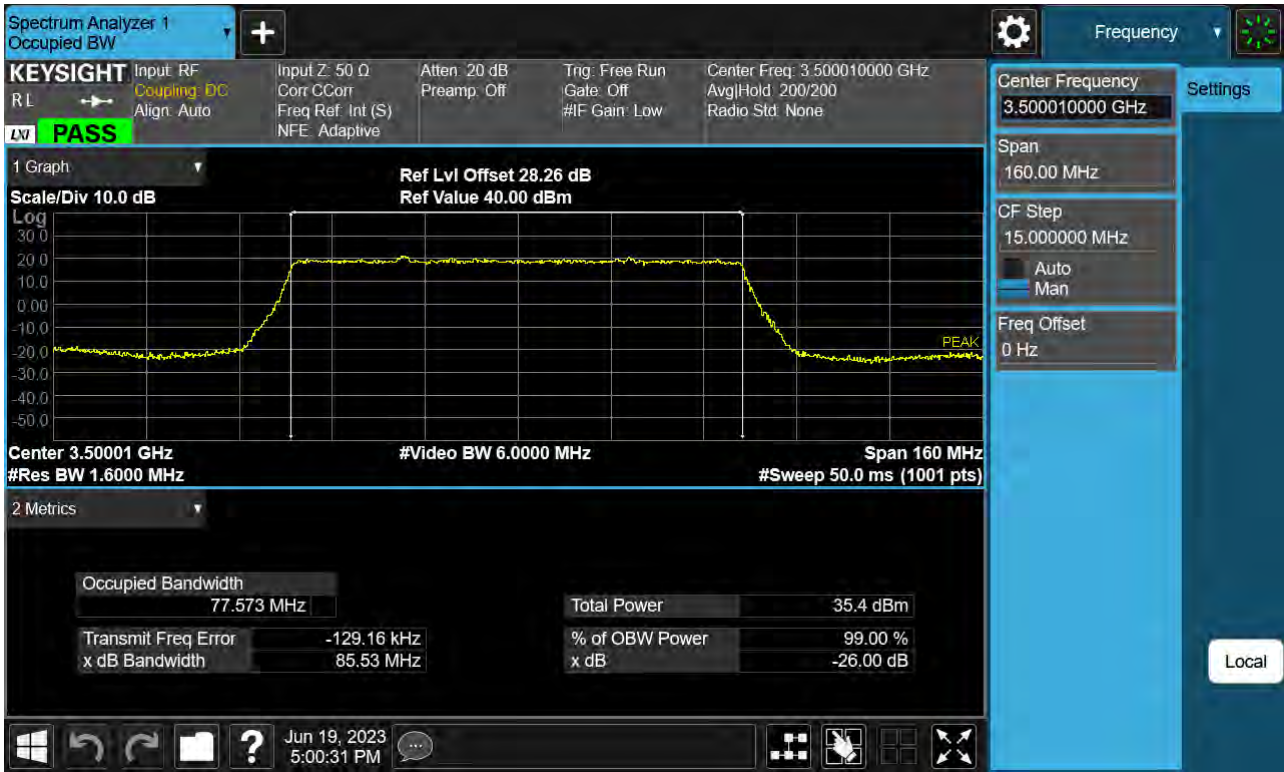 Spectrum Analyzer 1
Occupied BW
Frequency
KEYSIGHT
RL
LXI PASS
Input: RF
Coupling: DC
Align: Auto
Input Z: 50 Ω
Corr CCorr
Freq Ref: Int (S)
NFE: Adaptive
Atten: 20 dB
Preamp: Off
Trig: Free Run
Gate: Off
#IF Gain: Low
Center Freq: 3.500010000 GHz
Avg|Hold: 200/200
Radio Std: None
Center Frequency
3.500010000 GHz
Settings
Span
160.00 MHz
CF Step
15.000000 MHz
Auto
Man
Freq Offset
0 Hz
Local
1 Graph
Scale/Div 10.0 dB
Ref Lvl Offset 28.26 dB
Ref Value 40.00 dBm
Log
30.0
20.0
10.0
0.00
-10.0
-20.0
-30.0
-40.0
-50.0
PEAK
Center 3.50001 GHz
#Video BW 6.0000 MHz
Span 160 MHz
#Res BW 1.6000 MHz
#Sweep 50.0 ms (1001 pts)
2 Metrics
Occupied Bandwidth
77.573 MHz
Total Power 35.4 dBm
Transmit Freq Error -129.16 kHz
% of OBW Power 99.00 %
x dB Bandwidth 85.53 MHz
x dB -26.00 dB
?
Jun 19, 2023
5:00:31 PM